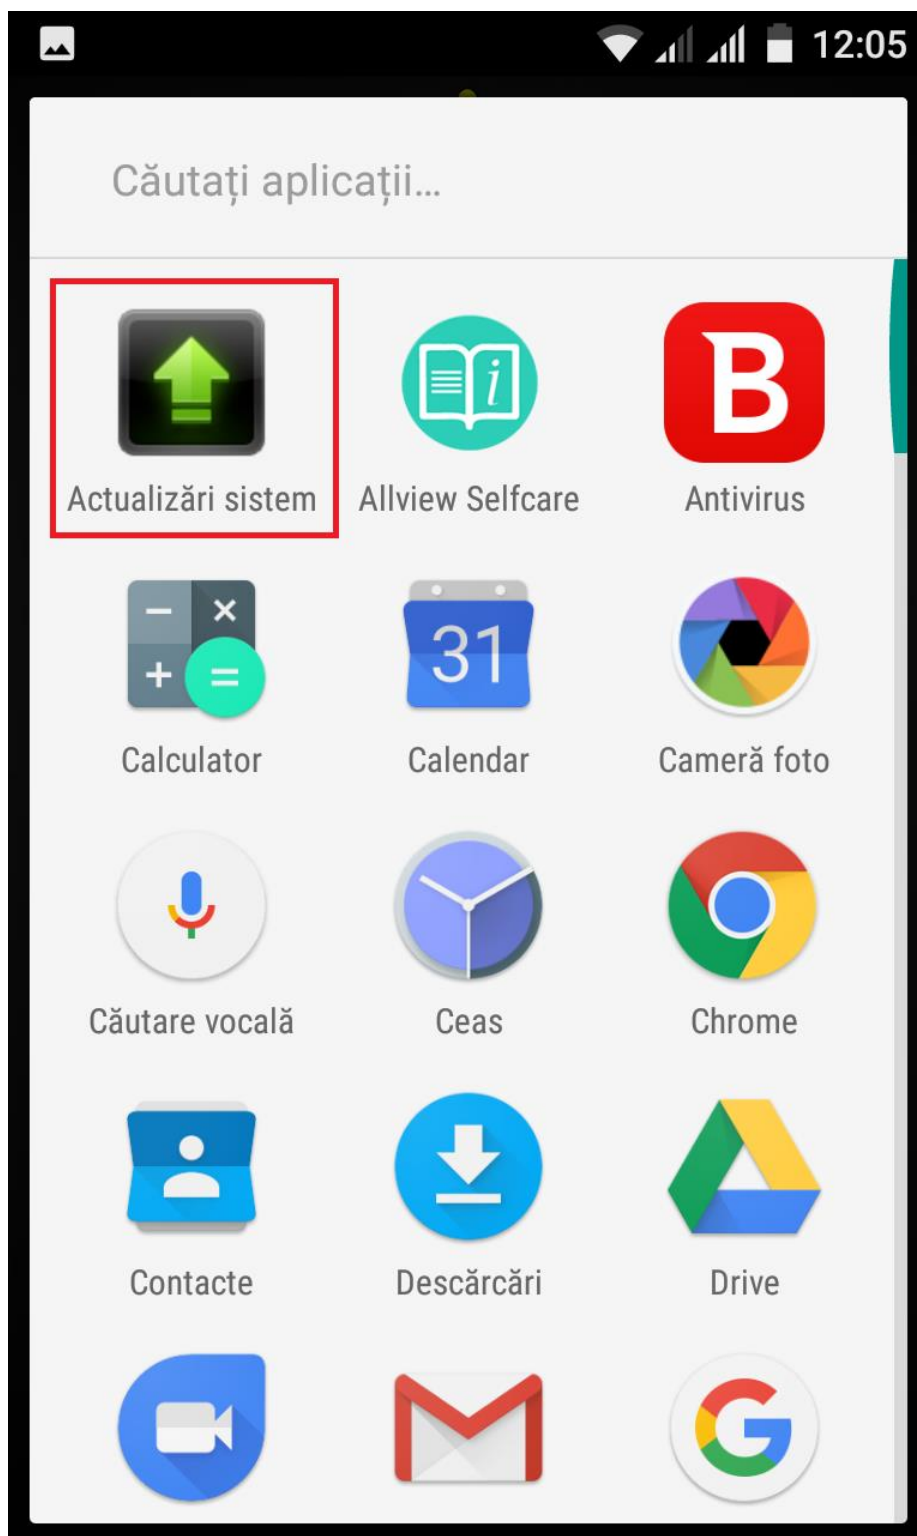 12:05
Căutați aplicații…
B
Actualizări sistem
Allview Selfcare
Antivirus
31
Calculator
Calendar
Cameră foto
Căutare vocală
Ceas
Chrome
Contacte
Descărcări
Drive
G